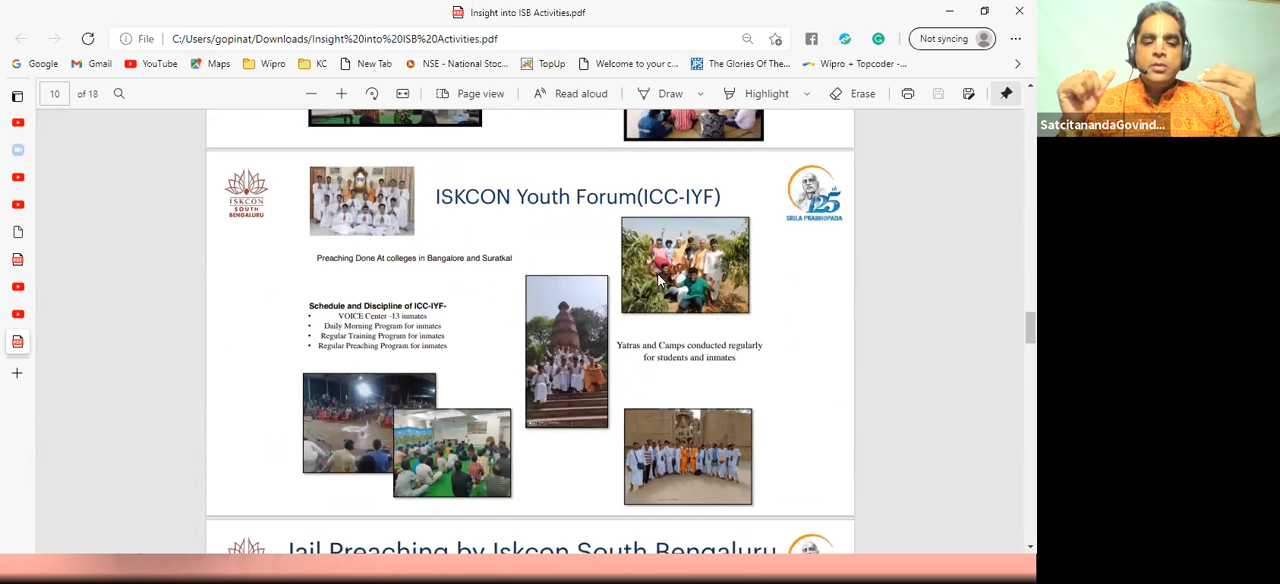 Insight into ISB Activities.pdf
File
C:/Users/gopinat/Downloads/Insight%20into%20ISB%20Activities.pdf
Not syncing
Google
Gmail
YouTube
Maps
Wipro
KC
New Tab
NSE - National Stoc...
TopUp
Welcome to your c...
The Glories Of The...
Wipro + Topcoder -...
10 of 18
Page view
Read aloud
Draw
Highlight
Erase
SatcitanandaGovind...
ISKCON
SOUTH
BENGALURU
ISKCON Youth Forum(ICC-IYF)
125th
SRILA PRABHUPADA
Preaching Done At colleges in Bangalore and Suratkal
Schedule and Discipline of ICC-IYF-
• VOICE Center -13 inmates
• Daily Morning Program for inmates
• Regular Training Program for inmates
• Regular Preaching Program for inmates
Yatras and Camps conducted regularly
for students and inmates
Jail Preaching by Iskcon South Bengaluru